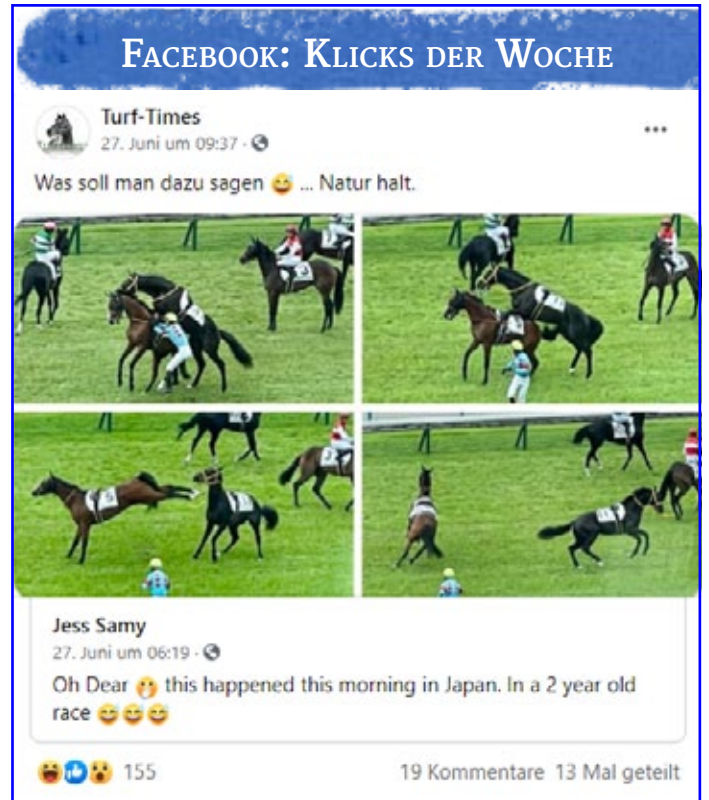 FACEBOOK: KLICKS DER WOCHE
Turf-Times
27. Juni um 09:37 ·
Was soll man dazu sagen 😅 ... Natur halt.
Jess Samy
27. Juni um 06:19 ·
Oh Dear 🤭 this happened this morning in Japan. In a 2 year old
race 😅😅😅
155
19 Kommentare 13 Mal geteilt